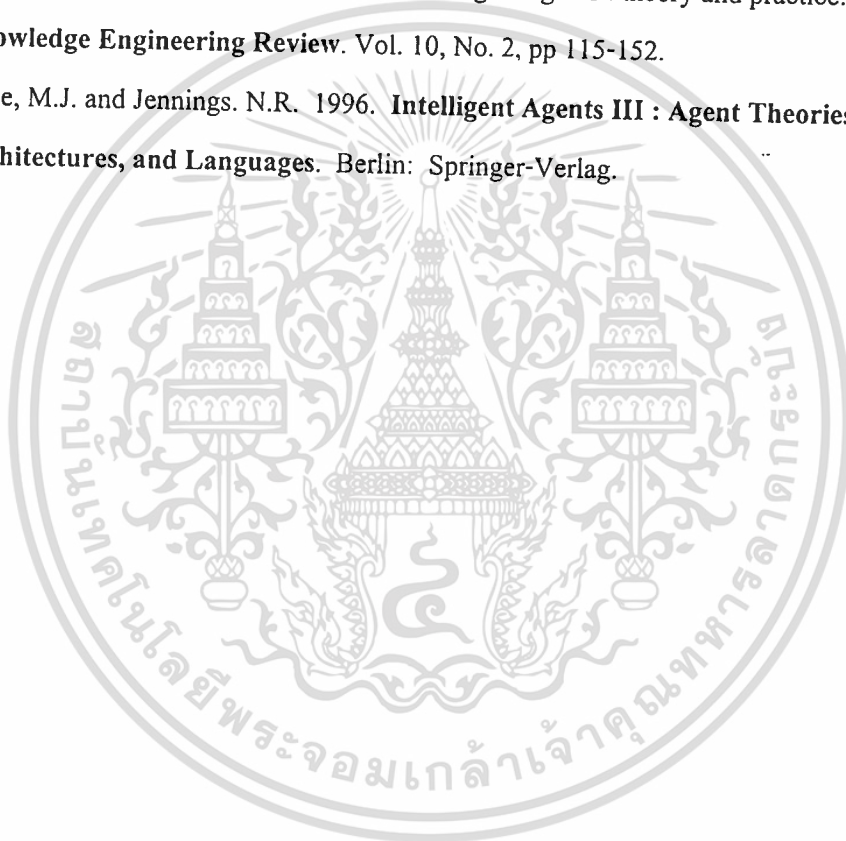 theory and practice.
owledge Engineering Review. Vol. 10, No. 2, pp 115-152.
e, M.J. and Jennings. N.R. 1996. Intelligent Agents III : Agent Theories
hitectures, and Languages. Berlin: Springer-Verlag.
สถาบันเทคโนโลยีพระจอมเกล้าเจ้าคุณทหารลาดกระบัง